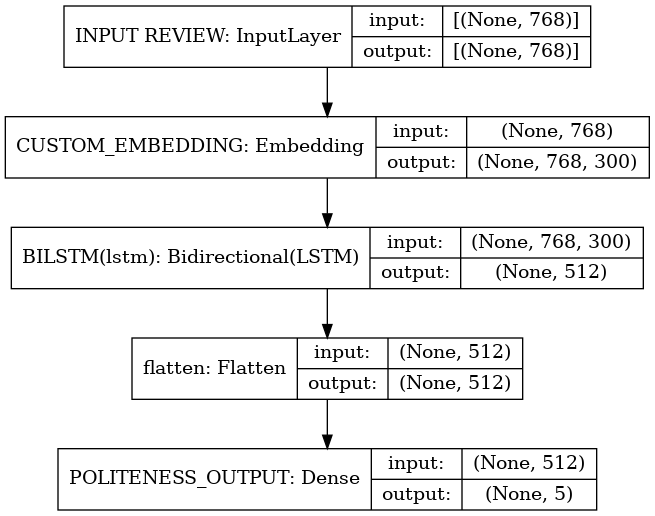 INPUT REVIEW: InputLayer
input:
[(None, 768)]
output:
[(None, 768)]
CUSTOM_EMBEDDING: Embedding
input:
(None, 768)
output:
(None, 768, 300)
BILSTM(lstm): Bidirectional(LSTM)
input:
(None, 768, 300)
output:
(None, 512)
flatten: Flatten
input:
(None, 512)
output:
(None, 512)
POLITENESS_OUTPUT: Dense
input:
(None, 512)
output:
(None, 5)